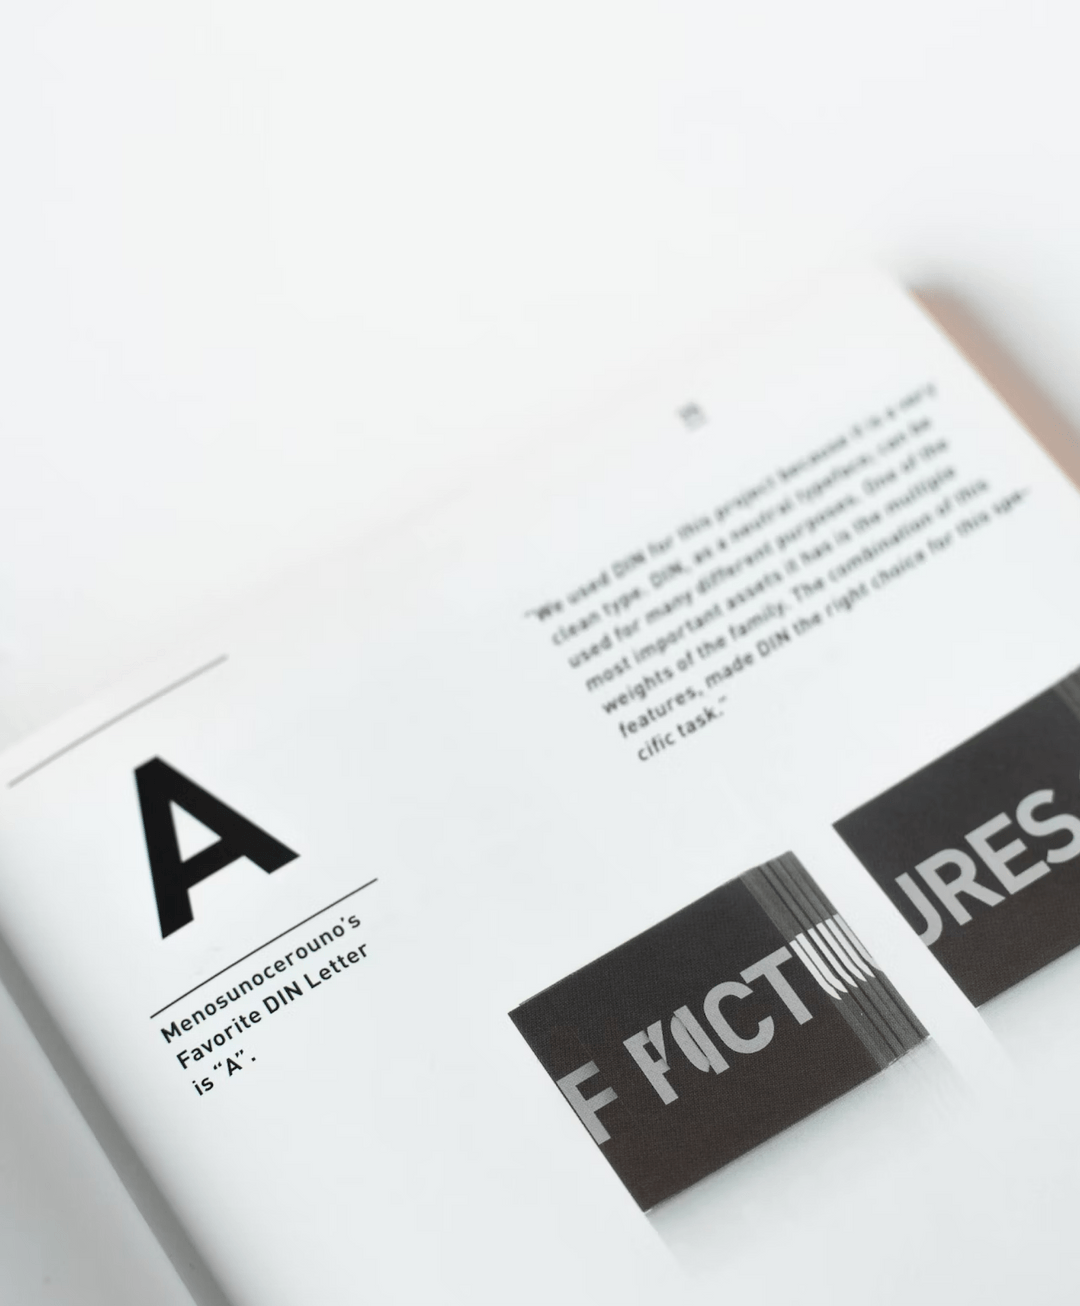 A
Menosunocerouno's
Favorite DIN Letter
is “A” .
“We used DIN for this project because it is a very
clean type. DIN, as a neutral typeface, can be
used for many different purposes. One of the
most important assets it has is the multiple
weights of the family. The combination of this
features, made DIN the right choice for this spe-
cific task.”
F
URES